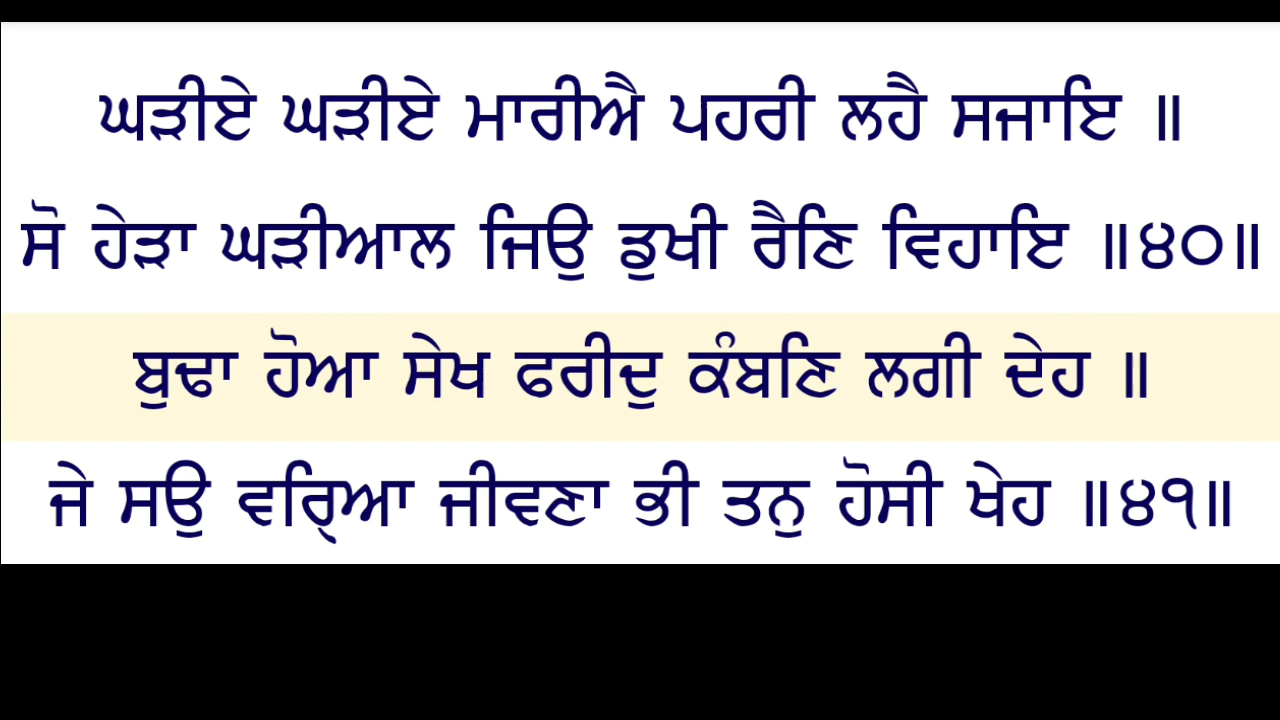 ਘੜੀਏ ਘੜੀਏ ਮਾਰੀਐ ਪਹਰੀ ਲਹੈ ਸਜਾਇ ॥
ਸੋ ਹੇੜਾ ਘੜੀਆਲ ਜਿਉ ਡੁਖੀ ਰੈਣਿ ਵਿਹਾਇ ॥੪੦॥
ਬੁਢਾ ਹੋਆ ਸੇਖ ਫਰੀਦੁ ਕੰਬਣਿ ਲਗੀ ਦੇਹ ॥
ਜੇ ਸਉ ਵਰ੍ਹਿਆ ਜੀਵਣਾ ਭੀ ਤਨੁ ਹੋਸੀ ਖੇਹ ॥੪੧॥